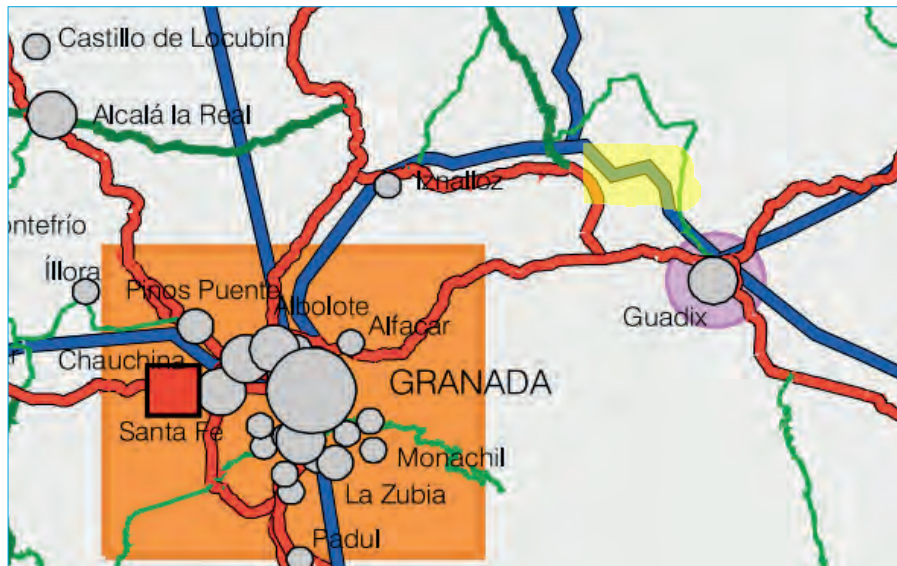 Castillo de Locubín
Alcalá la Real
Iznalloz
ontefrío
Íllora
Pinos Puente
Albolote
Alfacar
Guadix
Chauchina
GRANADA
Santa Fe
Monachil
La Zubia
Padul